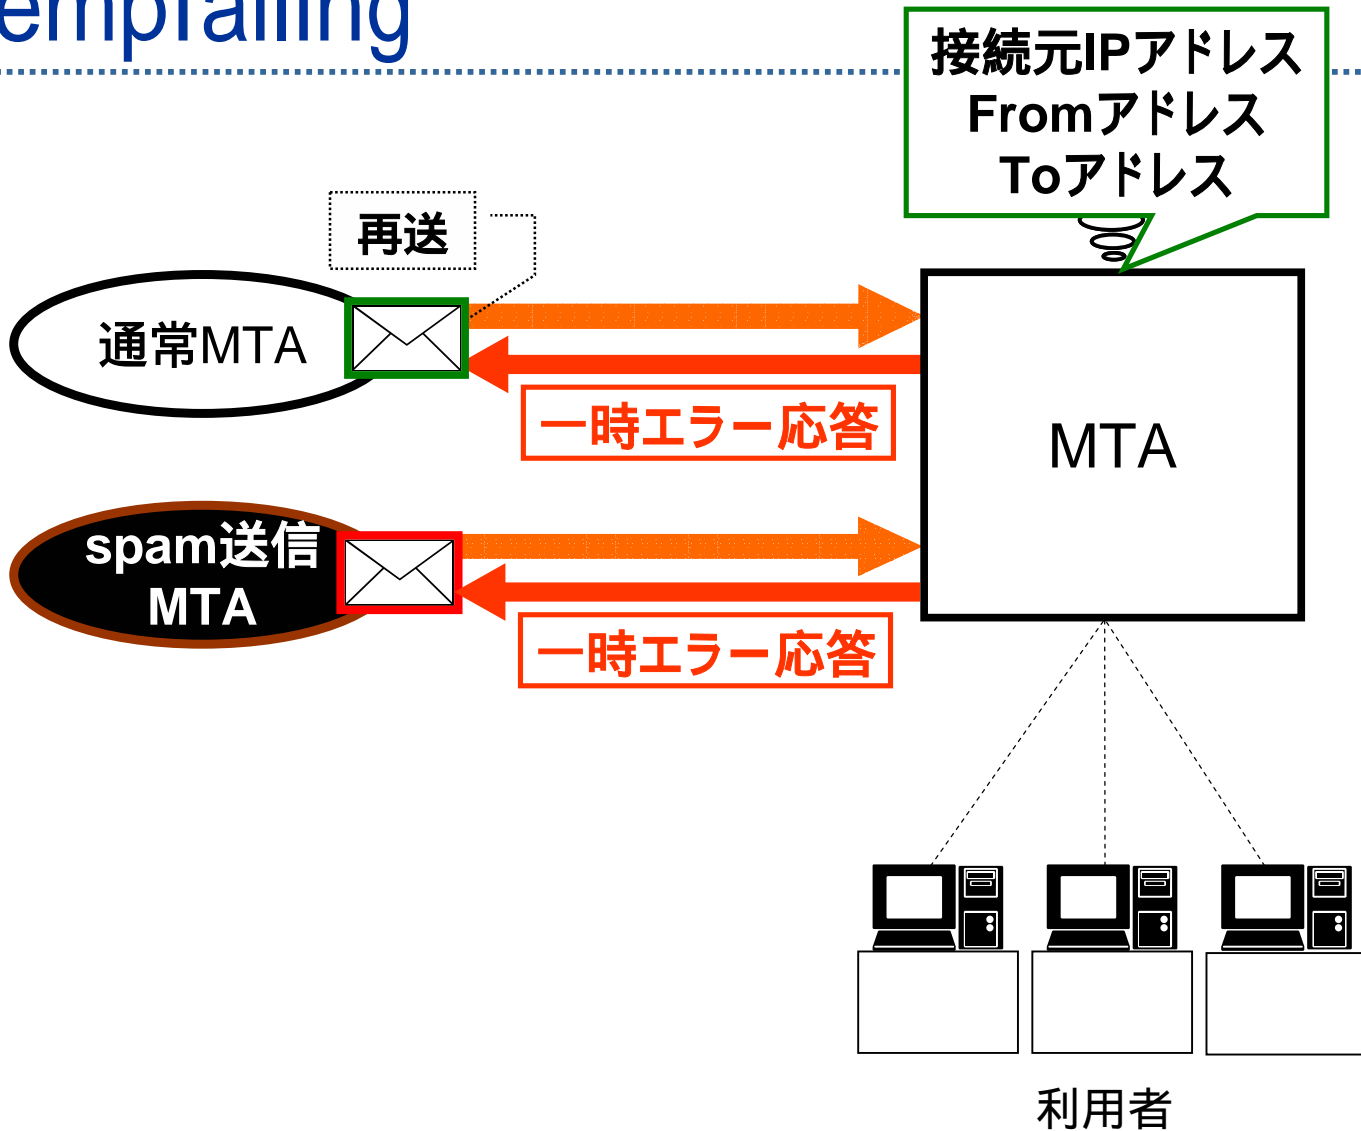 empfailing
接続元IPアドレス
Fromアドレス
Toアドレス
再送
通常MTA
一時エラー応答
MTA
spam送信
MTA
一時エラー応答
利用者